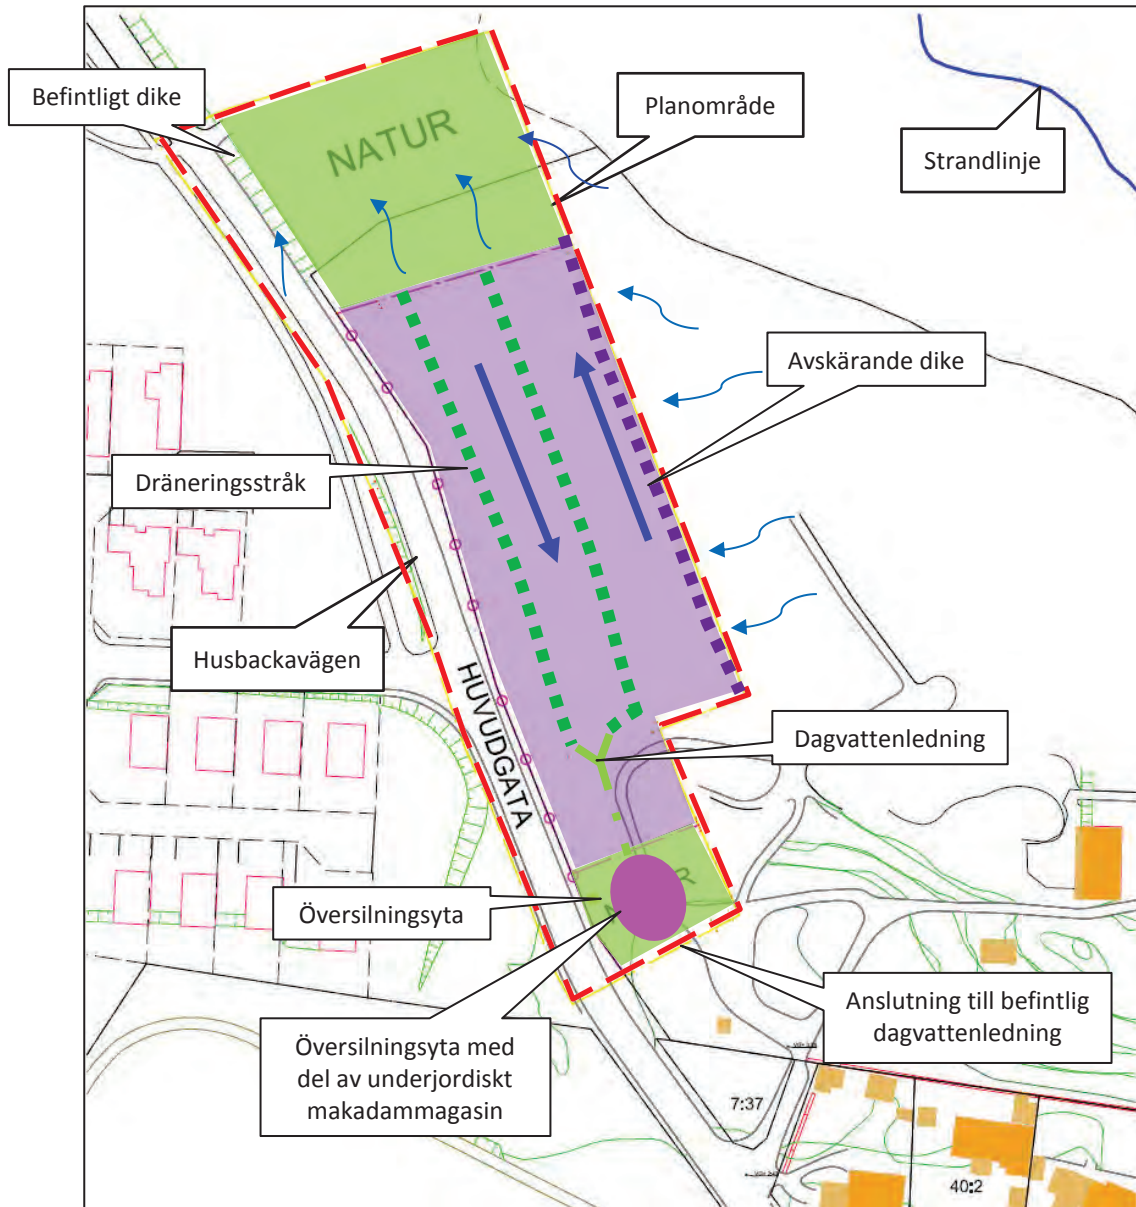 Befintligt dike
NATUR
Planområde
Strandlinje
Avskärande dike
Dräneringsstråk
Husbackavägen
HUVUDGATA
Dagvattenledning
Översilningsyta
Anslutning till befintlig
dagvattenledning
Översilningsyta med
del av underjordiskt
makadammagasin
7:37
40:2